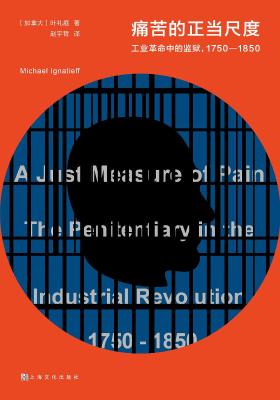 [加拿大] 叶礼庭 著
赵宇哲 译
痛苦的正当尺度
工业革命中的监狱，1750—1850
Michael Ignatieff
A Just Measure of Pain
The Penitentiary in the
Industrial Revolution
1750 - 1850
上海文化出版社